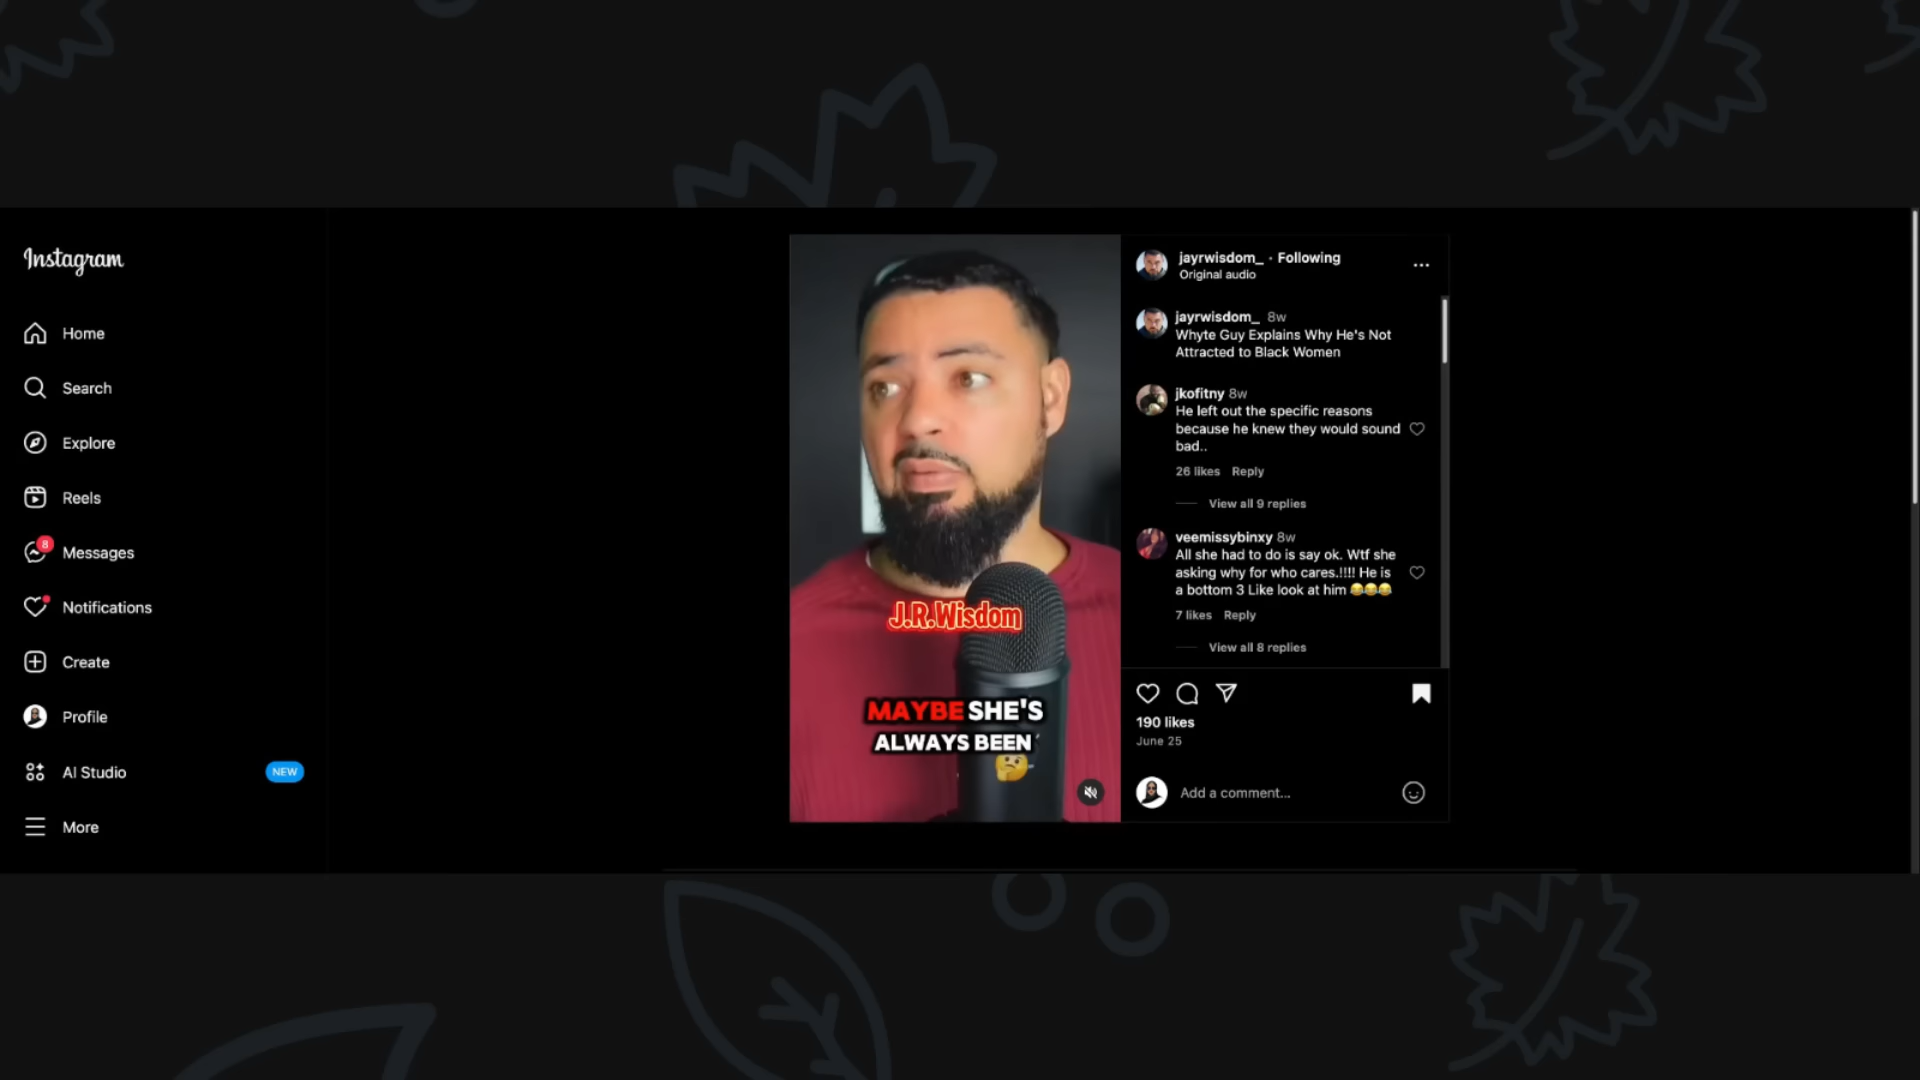 Instagram
Home
Search
Explore
Reels
8
Messages
Notifications
Create
Profile
AI Studio
NEW
More
J.R.Wisdom
MAYBE SHE'S
ALWAYS BEEN
jayrwisdom_ • Following
Original audio
jayrwisdom_ 8w
Whyte Guy Explains Why He's Not
Attracted to Black Women
jkofitny 8w
He left out the specific reasons
because he knew they would sound
bad..
26 likes Reply
View all 9 replies
veemissybinxy 8w
All she had to do is say ok. Wtf she
asking why for who cares.!!!! He is
a bottom 3 Like look at him 😂😂😂
7 likes Reply
View all 8 replies
190 likes
June 25
Add a comment...